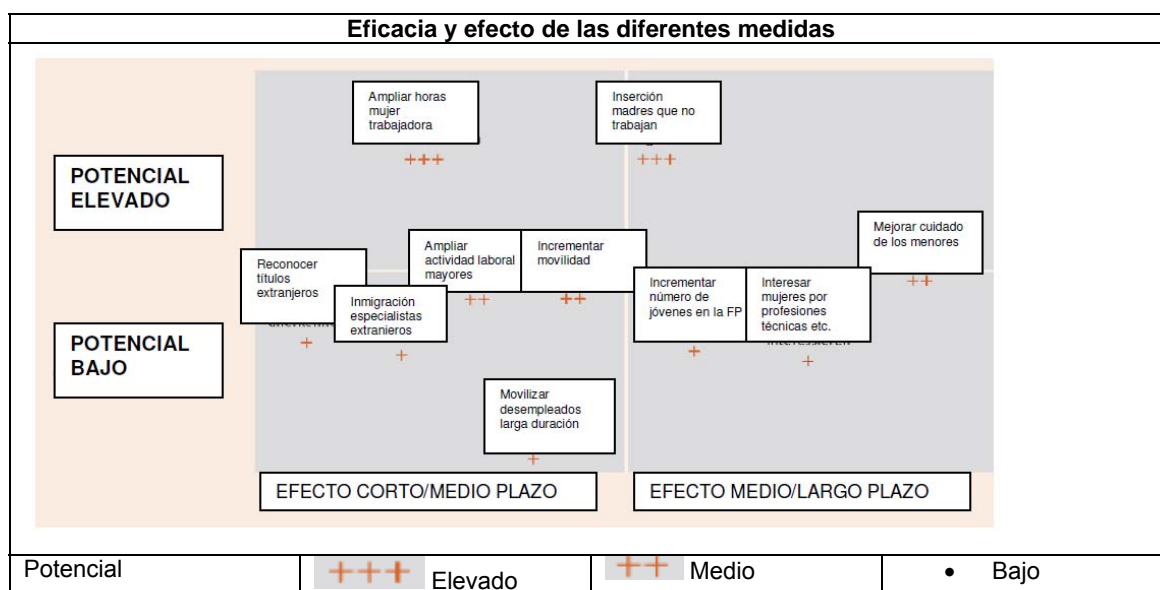 Eficacia y efecto de las diferentes medidas
Ampliar horas
mujer
trabajadora
+++
Inserción
madres que no
trabajan
+++
POTENCIAL
ELEVADO
Mejorar cuidado
de los menores
++
Reconocer
títulos
extranjeros
+
Inmigración
especialistas
extranieros
+
Ampliar
actividad laboral
mayores
++
Incrementar
movilidad
++
Incrementar
número de
jóvenes en la FP
+
Interesar
mujeres por
profesiones
técnicas etc.
+
POTENCIAL
BAJO
Movilizar
desempleados
larga duración
+
EFECTO CORTO/MEDIO PLAZO
EFECTO MEDIO/LARGO PLAZO
Potencial
+++ Elevado
++ Medio
• Bajo